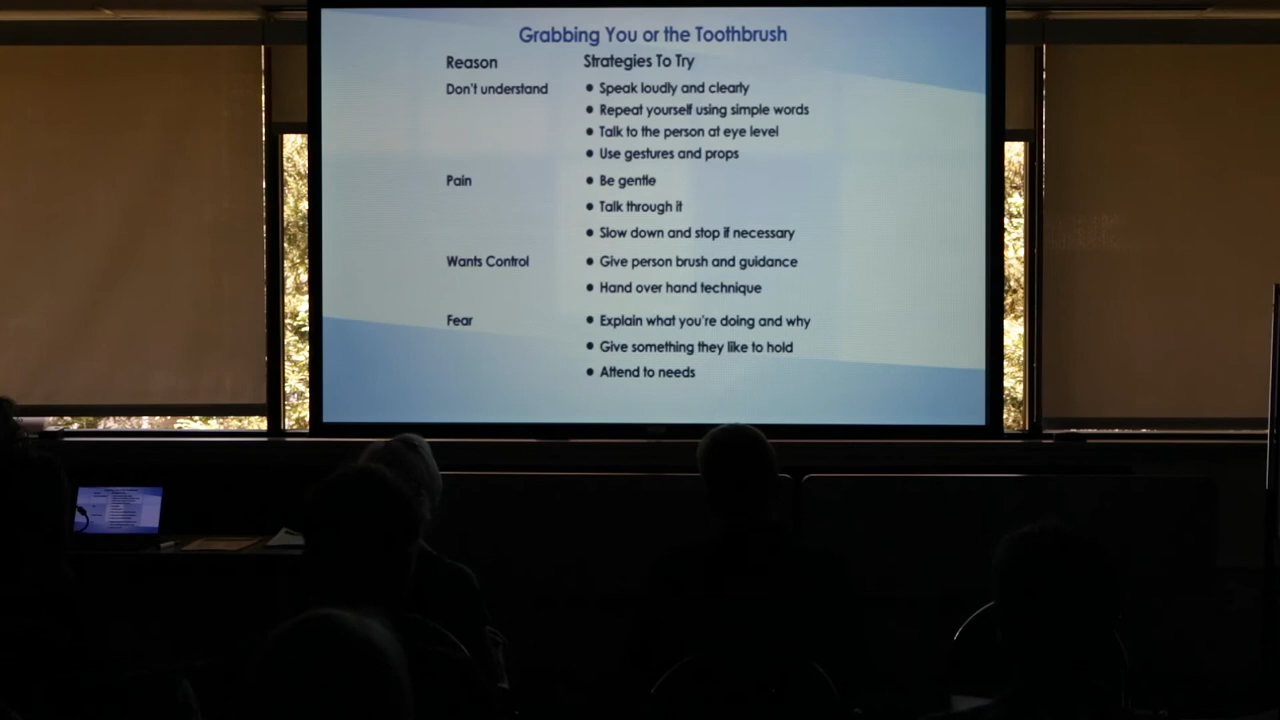 Grabbing You or the Toothbrush
Reason Strategies To Try
Don't understand • Speak loudly and clearly
• Repeat yourself using simple words
• Talk to the person at eye level
• Use gestures and props
Pain • Be gentle
• Talk through it
• Slow down and stop if necessary
Wants Control • Give person brush and guidance
• Hand over hand technique
Fear • Explain what you're doing and why
• Give something they like to hold
• Attend to needs